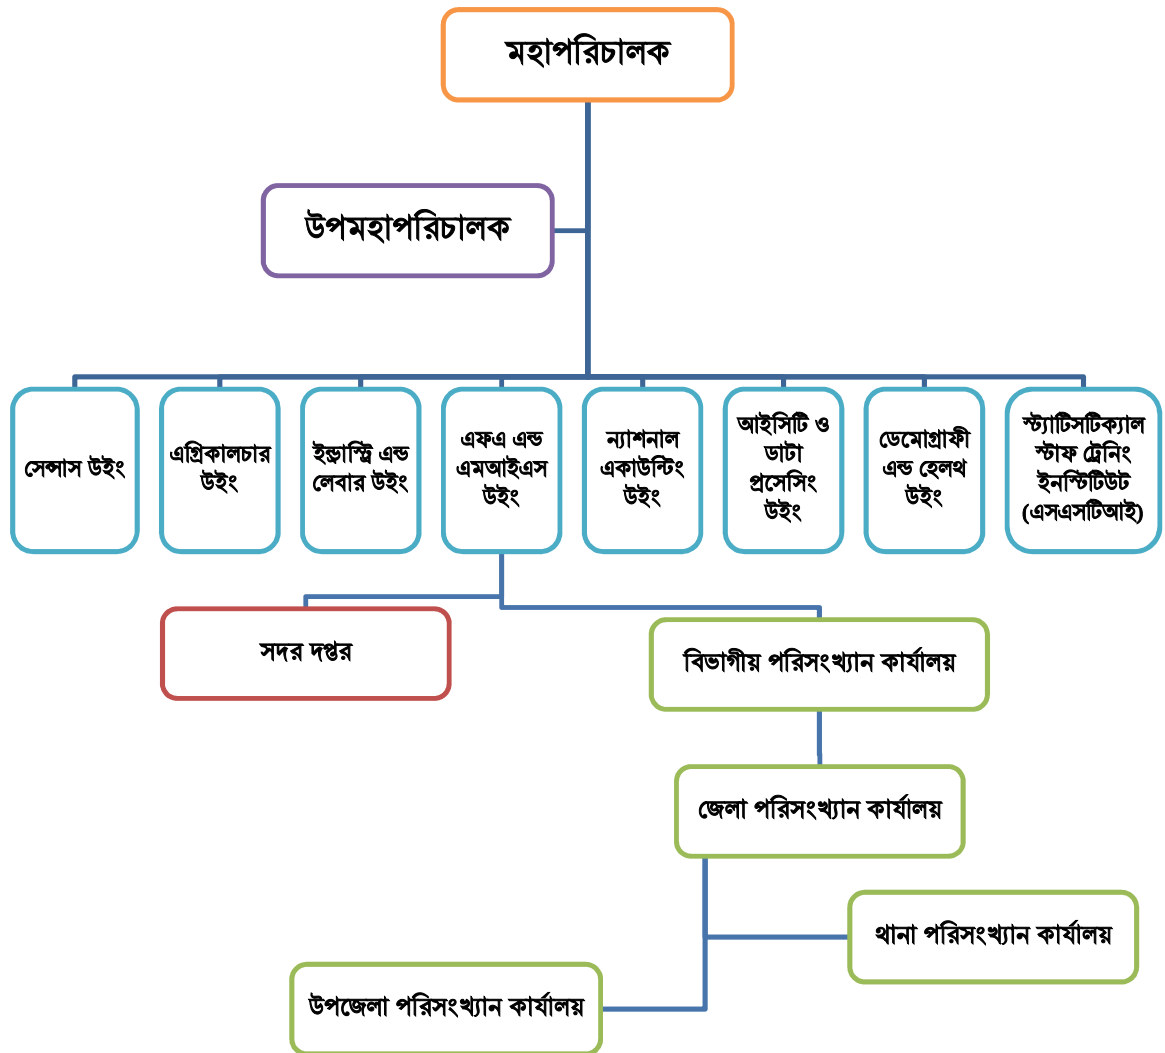 মহাপরিচালক
উপমহাপরিচালক
সেন্সাস উইং
এগ্রিকালচার
উইং
ইন্ড্রাস্ট্রি এন্ড
লেবার উইং
এফএ এন্ড
এমআইএস
উইং
ন্যাশনাল
একাউন্টিং
উইং
আইসিটি ও
ডাটা
প্রসেসিং
উইং
ডেমোগ্রাফী
এন্ড হেলথ
উইং
স্ট্যাটিসটিক্যাল
স্টাফ ট্রেনিং
ইনস্টিটিউট
(এসএসটিআই)
সদর দপ্তর
বিভাগীয় পরিসংখ্যান কার্যালয়
জেলা পরিসংখ্যান কার্যালয়
থানা পরিসংখ্যান কার্যালয়
উপজেলা পরিসংখ্যান কার্যালয়